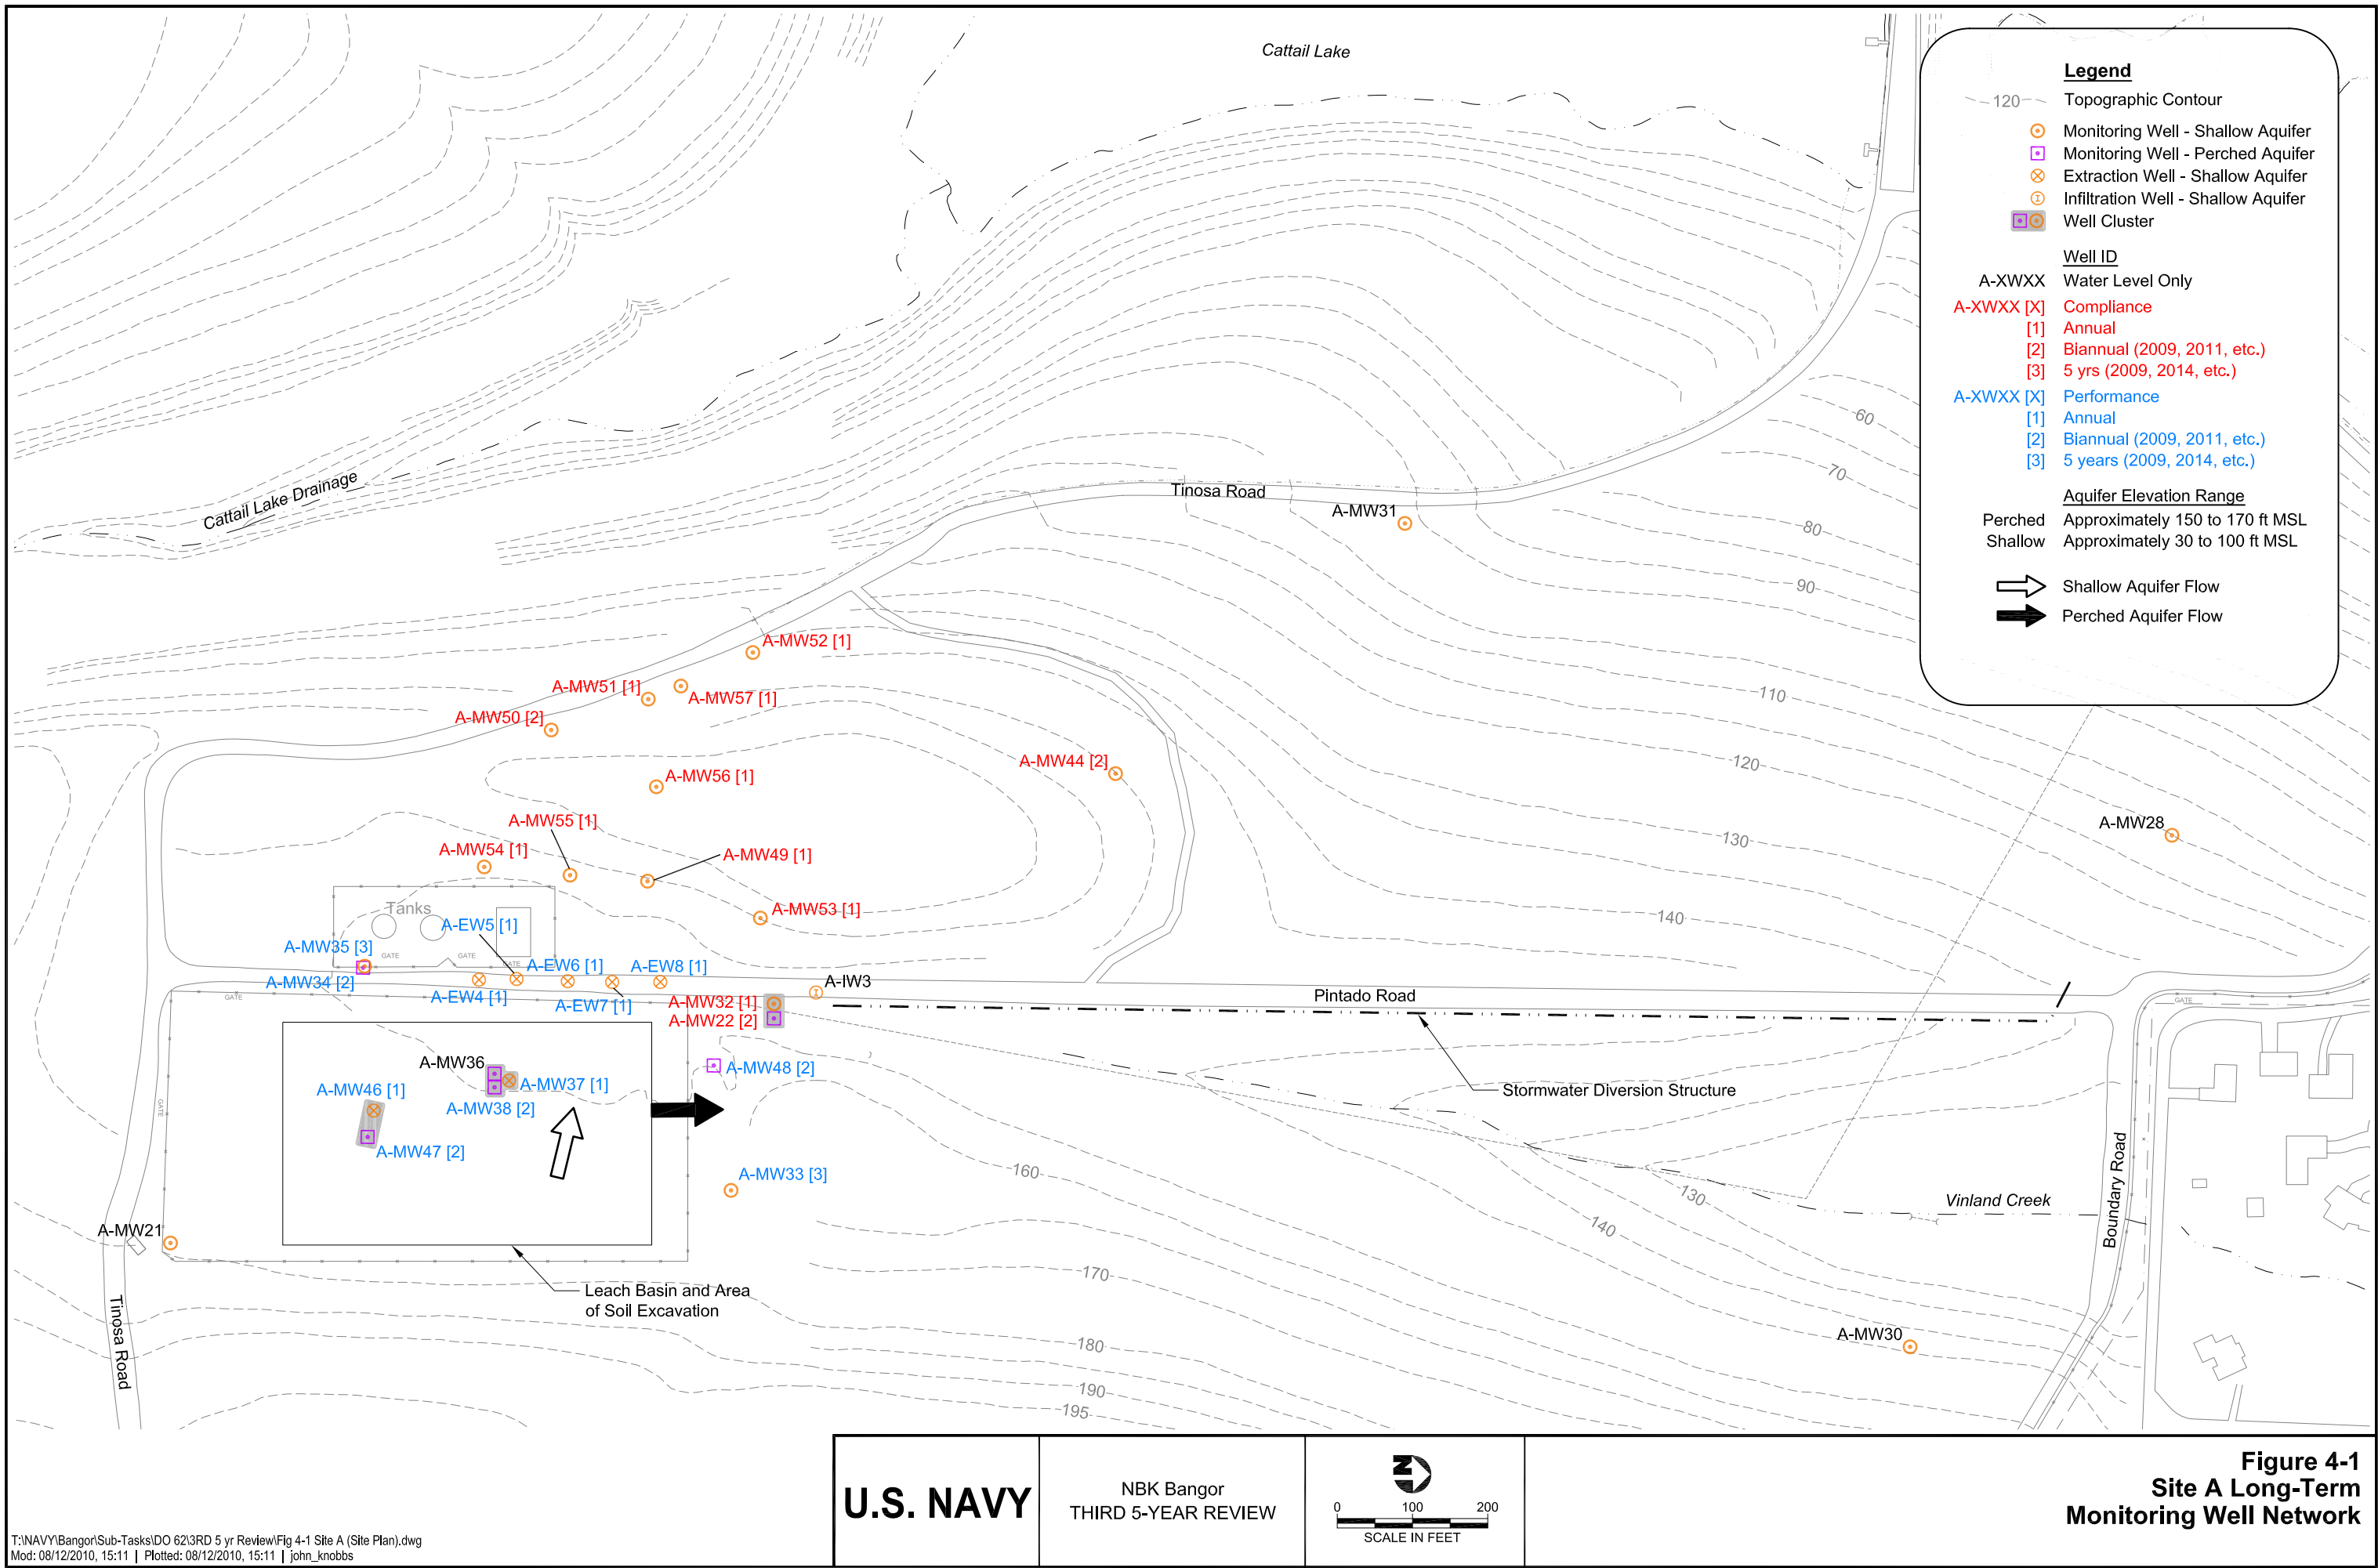 Cattail Lake
Legend
120 Topographic Contour
Monitoring Well - Shallow Aquifer
Monitoring Well - Perched Aquifer
Extraction Well - Shallow Aquifer
Infiltration Well - Shallow Aquifer
Well Cluster
Well ID
A-XWXX Water Level Only
A-XWXX [X] Compliance
[1] Annual
[2] Biannual (2009, 2011, etc.)
[3] 5 yrs (2009, 2014, etc.)
A-XWXX [X] Performance
[1] Annual
[2] Biannual (2009, 2011, etc.)
[3] 5 years (2009, 2014, etc.)
Aquifer Elevation Range
Perched Approximately 150 to 170 ft MSL
Shallow Approximately 30 to 100 ft MSL
Shallow Aquifer Flow
Perched Aquifer Flow
60
70
80
90
110
120
130
140
Cattail Lake Drainage
Tinosa Road
A-MW31
A-MW52 [1]
A-MW51 [1]
A-MW57 [1]
A-MW50 [2]
A-MW56 [1]
A-MW44 [2]
A-MW55 [1]
A-MW28
A-MW54 [1]
A-MW49 [1]
A-MW53 [1]
Tanks
A-EW5 [1]
A-MW35 [3]
GATE
GATE
GATE
A-EW6 [1]
A-EW8 [1]
A-MW34 [2]
A-EW4 [1]
A-EW7 [1]
A-IW3
GATE
A-MW32 [1]
A-MW22 [2]
Pintado Road
GATE
A-MW36
A-MW37 [1]
A-MW48 [2]
A-MW46 [1]
A-MW38 [2]
GATE
A-MW47 [2]
Stormwater Diversion Structure
A-MW33 [3]
160
130
140
Vinland Creek
Boundary Road
A-MW21
170
Leach Basin and Area
of Soil Excavation
Tinosa Road
180
190
195
A-MW30
U.S. NAVY
NBK Bangor
THIRD 5-YEAR REVIEW
N
0 100 200
SCALE IN FEET
Figure 4-1
Site A Long-Term
Monitoring Well Network
T:\NAVY\Bangor\Sub-Tasks\DO 62\3RD 5 yr Review\Fig 4-1 Site A (Site Plan).dwg
Mod: 08/12/2010, 15:11 | Plotted: 08/12/2010, 15:11 | john_knobbs